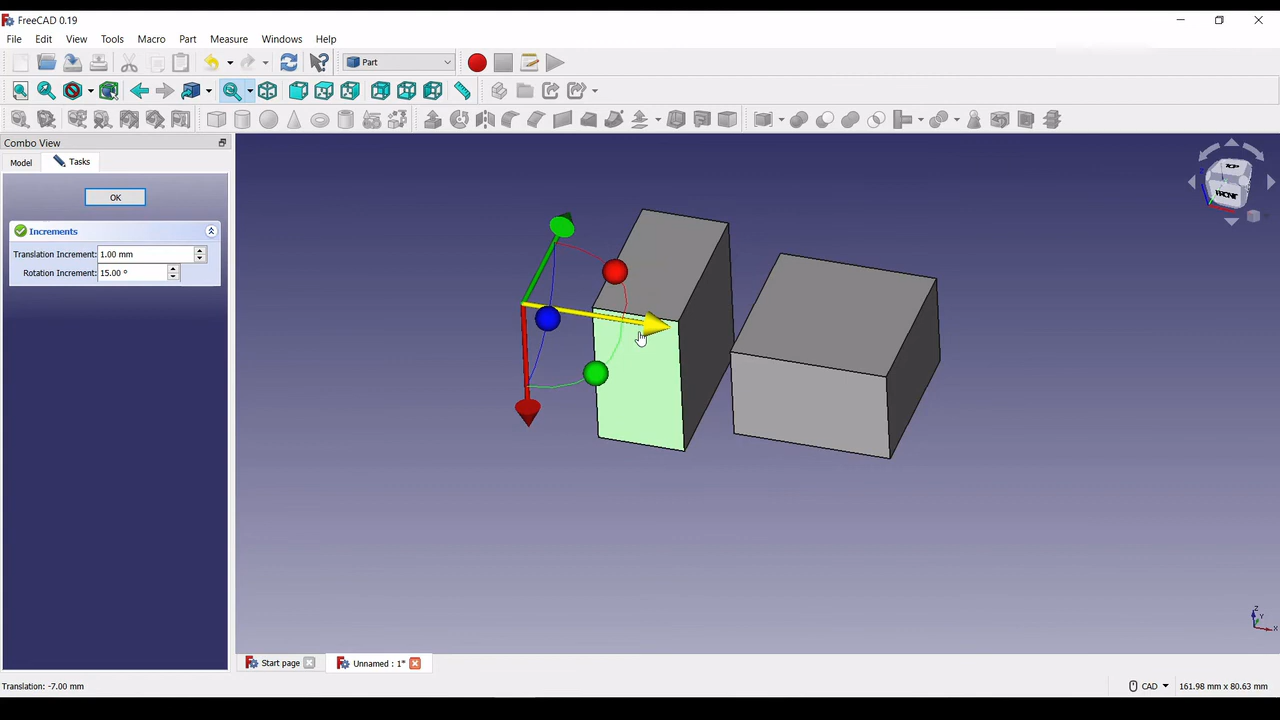 FreeCAD 0.19
File Edit View Tools Macro Part Measure Windows Help
Part
Combo View
Model Tasks
OK
Increments
Translation Increment: 1.00 mm
Rotation Increment: 15.00 °
TOP
FRONT
Z
Y
X
Start page Unnamed : 1*
Translation: -7.00 mm CAD 161.98 mm x 80.63 mm